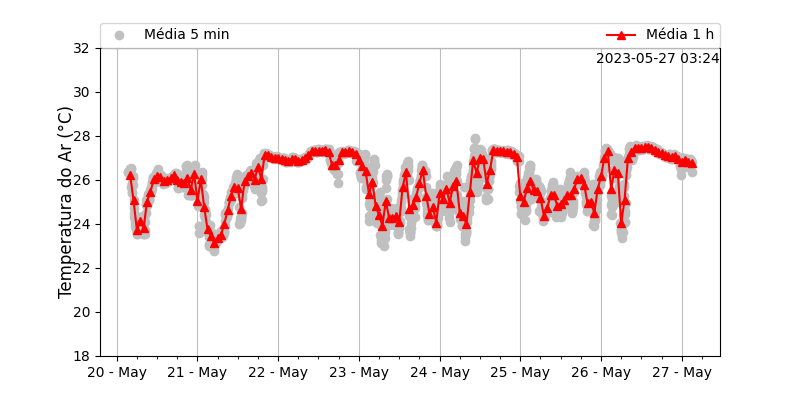 Média 5 min
Média 1 h
2023-05-27 03:24
Temperatura do Ar (°C)
32
30
28
26
24
22
20
18
20 - May
21 - May
22 - May
23 - May
24 - May
25 - May
26 - May
27 - May